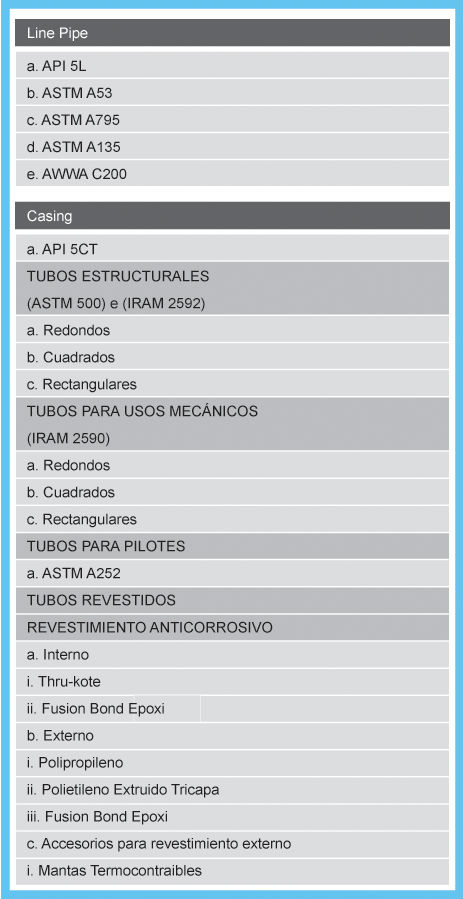 Line Pipe
a. API 5L
b. ASTM A53
c. ASTM A795
d. ASTM A135
e. AWWA C200
Casing
a. API 5CT
TUBOS ESTRUCTURALES
(ASTM 500) e (IRAM 2592)
a. Redondos
b. Cuadrados
c. Rectangulares
TUBOS PARA USOS MECÁNICOS
(IRAM 2590)
a. Redondos
b. Cuadrados
c. Rectangulares
TUBOS PARA PILOTES
a. ASTM A252
TUBOS REVESTIDOS
REVESTIMIENTO ANTICORROSIVO
a. Interno
i. Thru-kote
ii. Fusion Bond Epoxi
b. Externo
i. Polipropileno
ii. Polietileno Extruido Tricapa
iii. Fusion Bond Epoxi
c. Accesorios para revestimiento externo
i. Mantas Termocontraibles